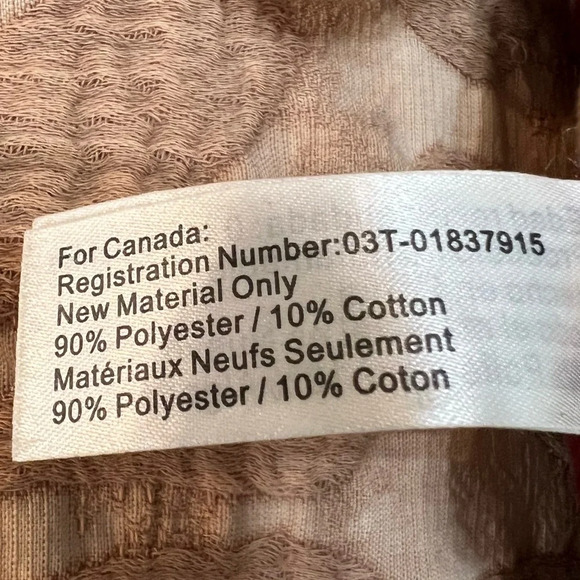 For Canada:
Registration Number:03T-01837915
New Material Only
90% Polyester / 10% Cotton
Matériaux Neufs Seulement
90% Polyester / 10% Coton